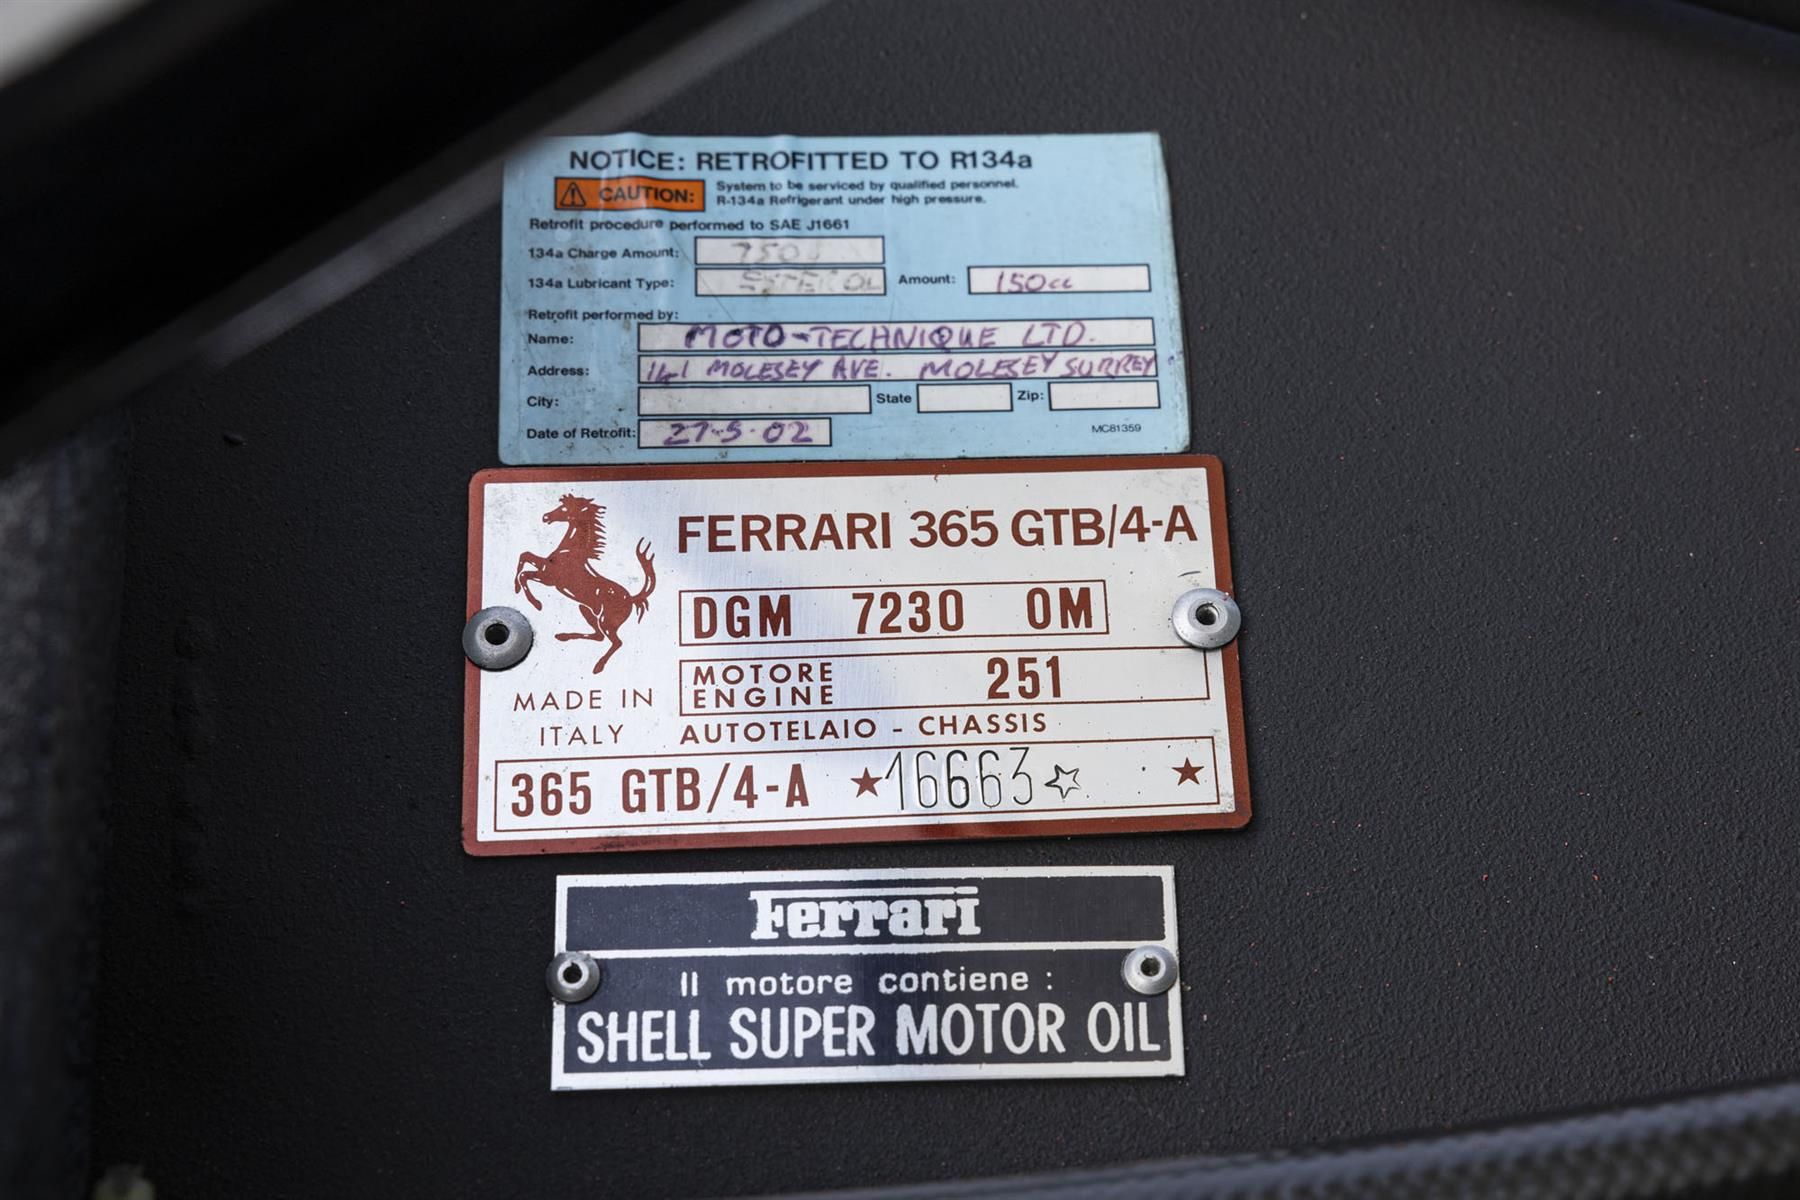 NOTICE: RETROFITTED TO R134a
CAUTION: System to be serviced by qualified personnel.
R-134a Refrigerant under high pressure.
Retrofit procedure performed to SAE J1661
134a Charge Amount: 750
134a Lubricant Type: ESTER OIL Amount: 150cc
Retrofit performed by:
Name: MOTO-TECHNIQUE LTD.
Address: 141 MOLESEY AVE. MOLESEY SURREY
City: State Zip:
Date of Retrofit: 27-5-02
MC81359
FERRARI 365 GTB/4-A
DGM 7230 OM
MOTORE
ENGINE 251
MADE IN
ITALY
AUTOTELAIO - CHASSIS
365 GTB/4-A ★16663☆ ★
Ferrari
Il motore contiene :
SHELL SUPER MOTOR OIL